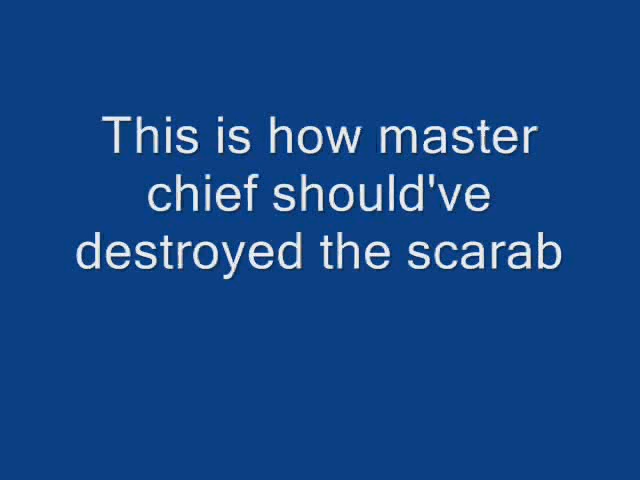 This is how master
chief should've
destroyed the scarab